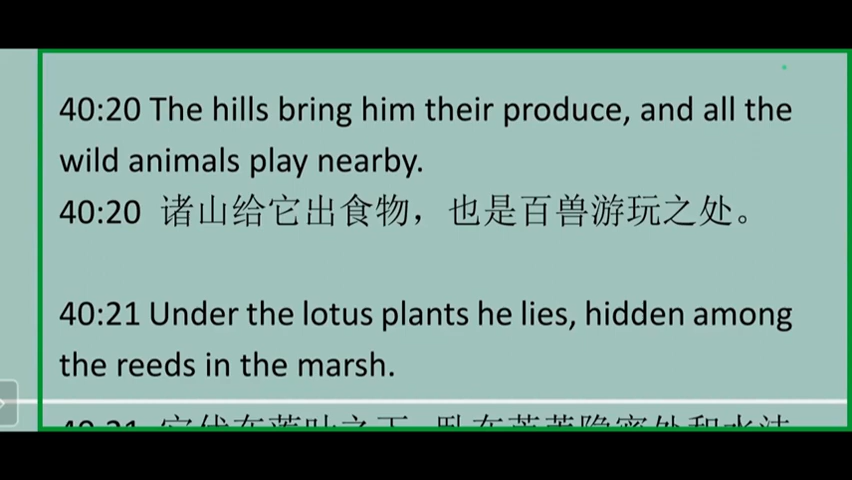 40:20 The hills bring him their produce, and all the
wild animals play nearby.
40:20 诸山给它出食物，也是百兽游玩之处。
40:21 Under the lotus plants he lies, hidden among
the reeds in the marsh.
40:21